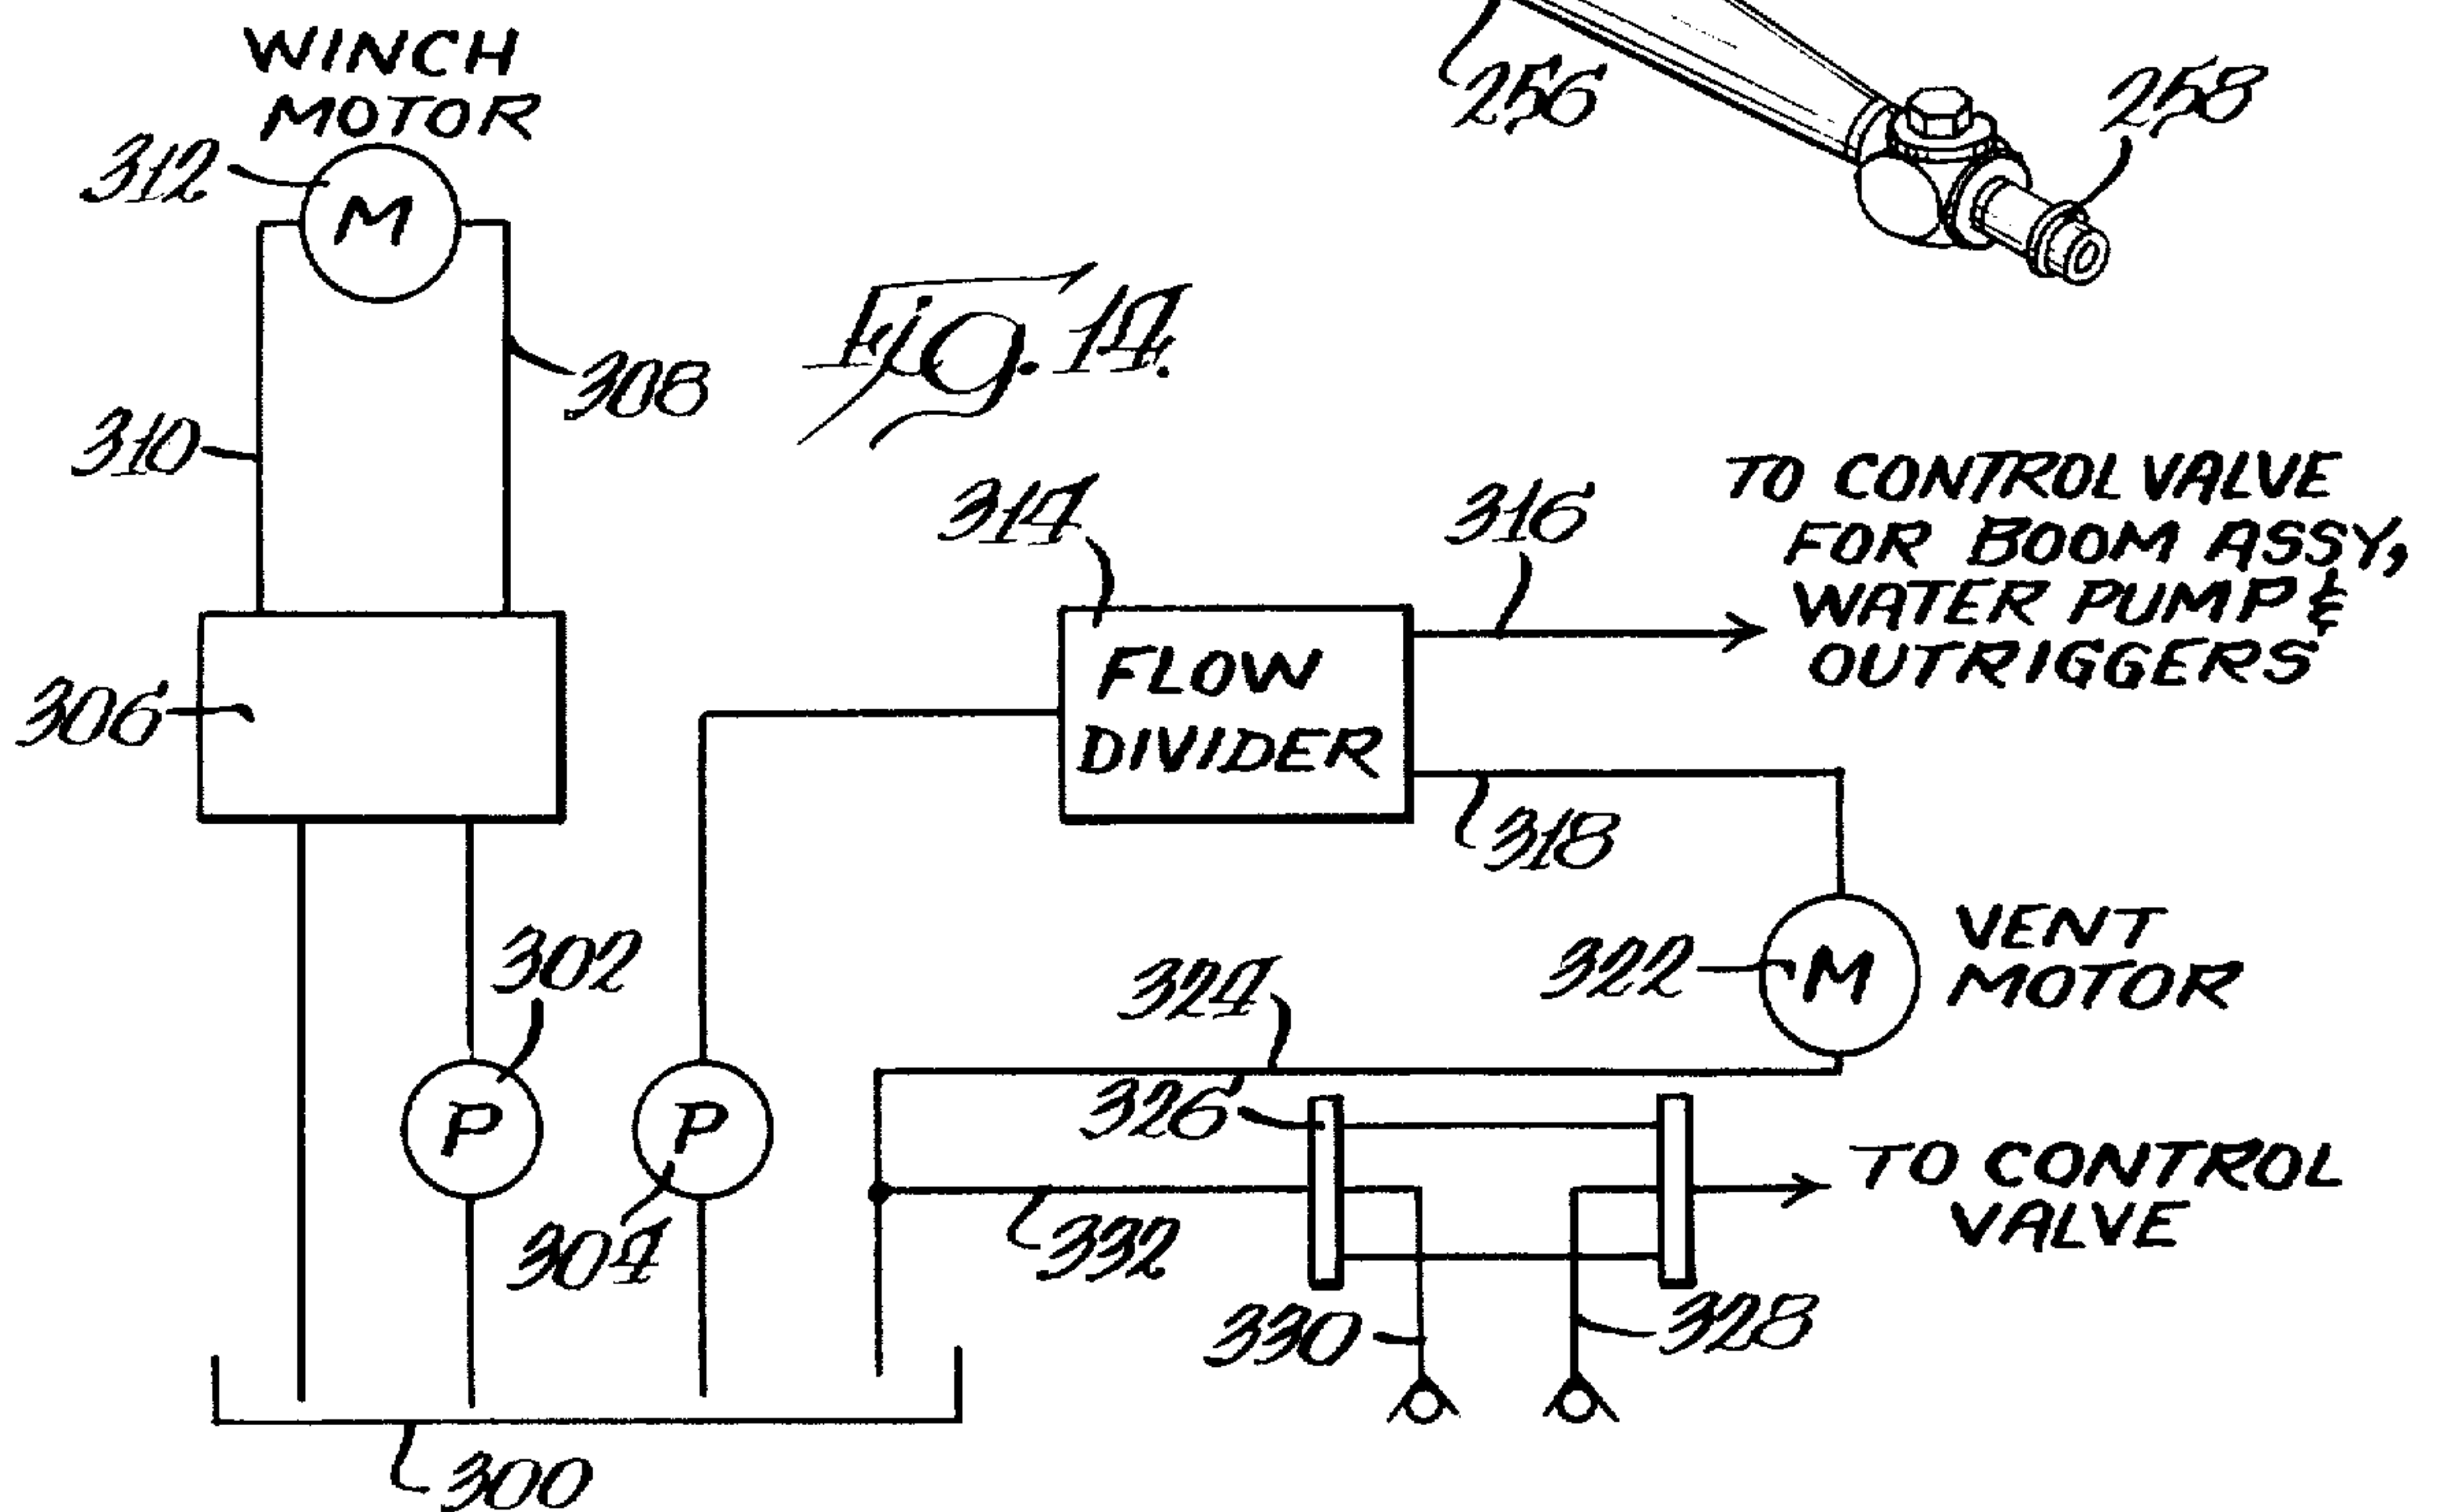 WINCH
MOTOR
312
M
256
258
Fig. 14.
308
310
314
316
TO CONTROL VALVE
FOR BOOM ASSY,
WATER PUMP &
OUTRIGGERS
306
FLOW
DIVIDER
318
302
322
M
VENT
MOTOR
324
P
P
326
TO CONTROL
VALVE
304
332
330
328
300